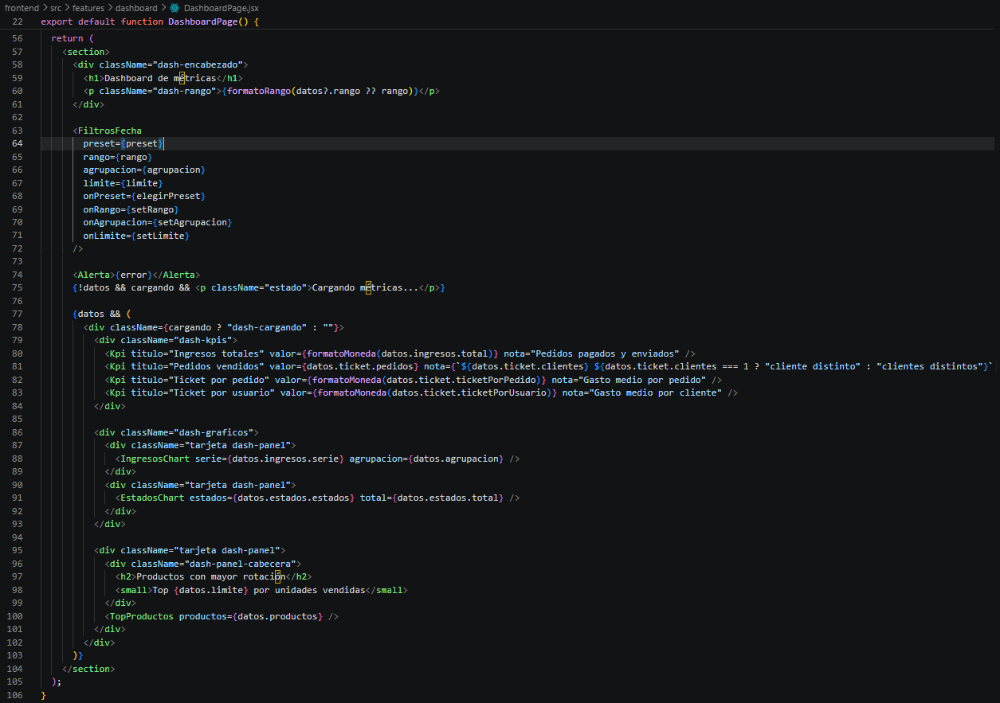 frontend > src > features > dashboard > DashboardPage.jsx
22 export default function DashboardPage() {
56 return (
57 <section>
58 <div className="dash-encabezado">
59 <h1>Dashboard de métricas</h1>
60 <p className="dash-rango">{formatoRango(datos?.rango ?? rango)}</p>
61 </div>
62
63 <FiltrosFecha
64 preset={preset}
65 rango={rango}
66 agrupacion={agrupacion}
67 limite={limite}
68 onPreset={elegirPreset}
69 onRango={setRango}
70 onAgrupacion={setAgrupacion}
71 onLimite={setLimite}
72 />
73
74 <Alerta>{error}</Alerta>
75 {!datos && cargando && <p className="estado">Cargando métricas...</p>}
76
77 {datos && (
78 <div className={cargando ? "dash-cargando" : ""}>
79 <div className="dash-kpis">
80 <Kpi titulo="Ingresos totales" valor={formatoMoneda(datos.ingresos.total)} nota="Pedidos pagados y enviados" />
81 <Kpi titulo="Pedidos vendidos" valor={datos.ticket.pedidos} nota={`${datos.ticket.clientes} ${datos.ticket.clientes === 1 ? "cliente distinto" : "clientes distintos"}`
82 <Kpi titulo="Ticket por pedido" valor={formatoMoneda(datos.ticket.ticketPorPedido)} nota="Gasto medio por pedido" />
83 <Kpi titulo="Ticket por usuario" valor={formatoMoneda(datos.ticket.ticketPorUsuario)} nota="Gasto medio por cliente" />
84 </div>
85
86 <div className="dash-graficos">
87 <div className="tarjeta dash-panel">
88 <IngresosChart serie={datos.ingresos.serie} agrupacion={datos.agrupacion} />
89 </div>
90 <div className="tarjeta dash-panel">
91 <EstadosChart estados={datos.estados.estados} total={datos.estados.total} />
92 </div>
93 </div>
94
95 <div className="tarjeta dash-panel">
96 <div className="dash-panel-cabecera">
97 <h2>Productos con mayor rotación</h2>
98 <small>Top {datos.limite} por unidades vendidas</small>
99 </div>
100 <TopProductos productos={datos.productos} />
101 </div>
102 </div>
103 )}
104 </section>
105 );
106 }